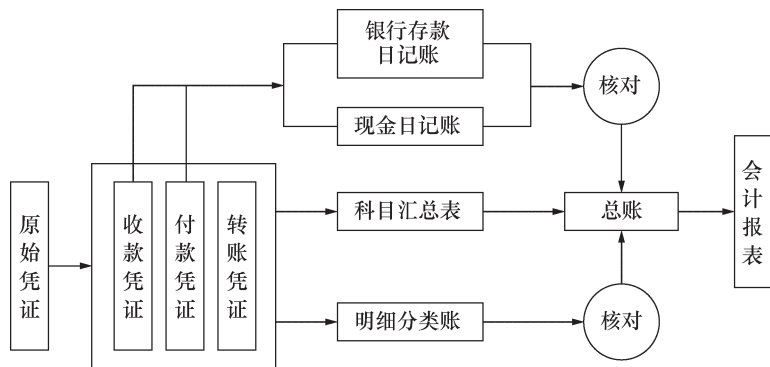 银行存款
日记账
核对
现金日记账
原始凭证
收款凭证
付款凭证
转账凭证
科目汇总表
总账
会计报表
明细分类账
核对